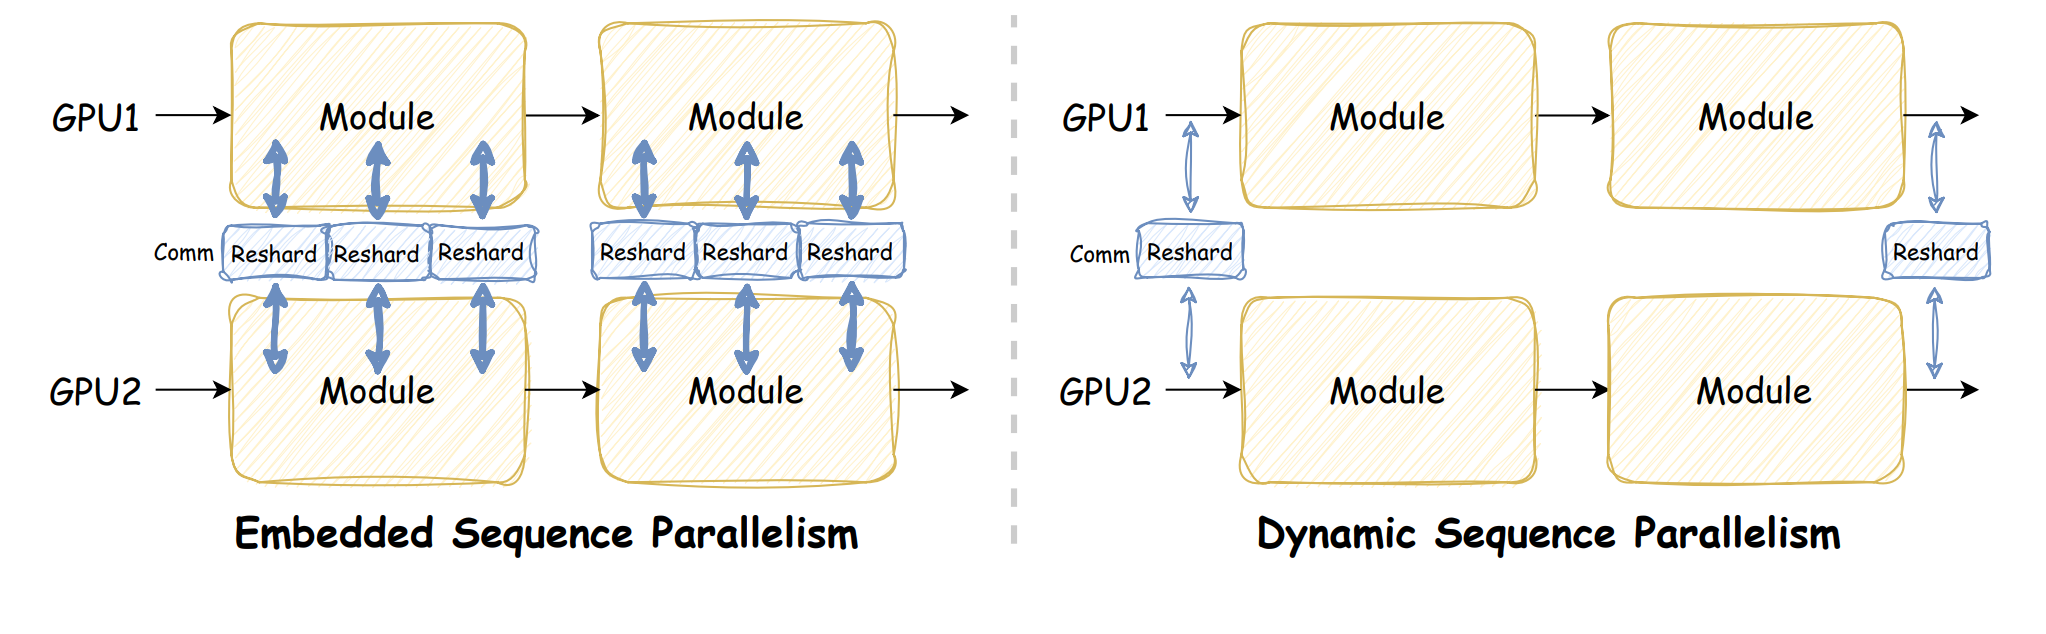 GPU1
Module
Module
Comm
Reshard
Reshard
Reshard
Reshard
Reshard
Reshard
GPU2
Module
Module
Embedded Sequence Parallelism
GPU1
Module
Module
Comm
Reshard
Reshard
GPU2
Module
Module
Dynamic Sequence Parallelism